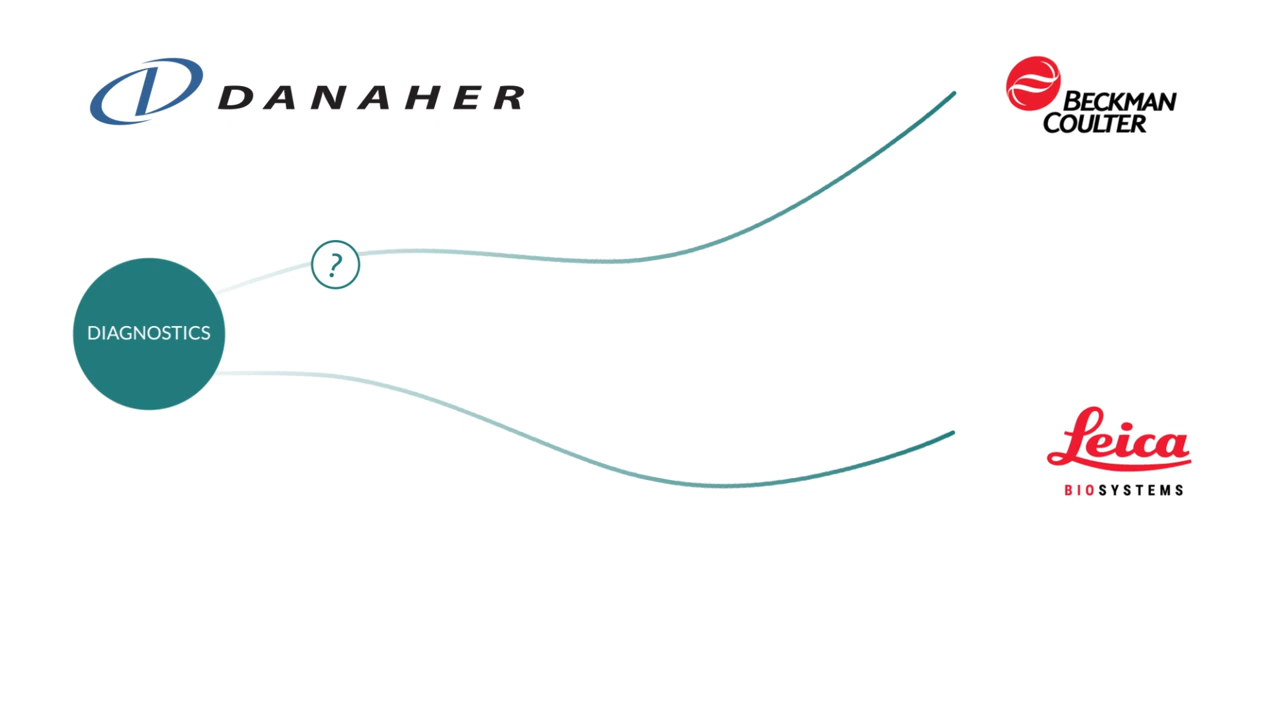 DANAHER
BECKMAN
COULTER
?
DIAGNOSTICS
Leica
BIOSYSTEMS